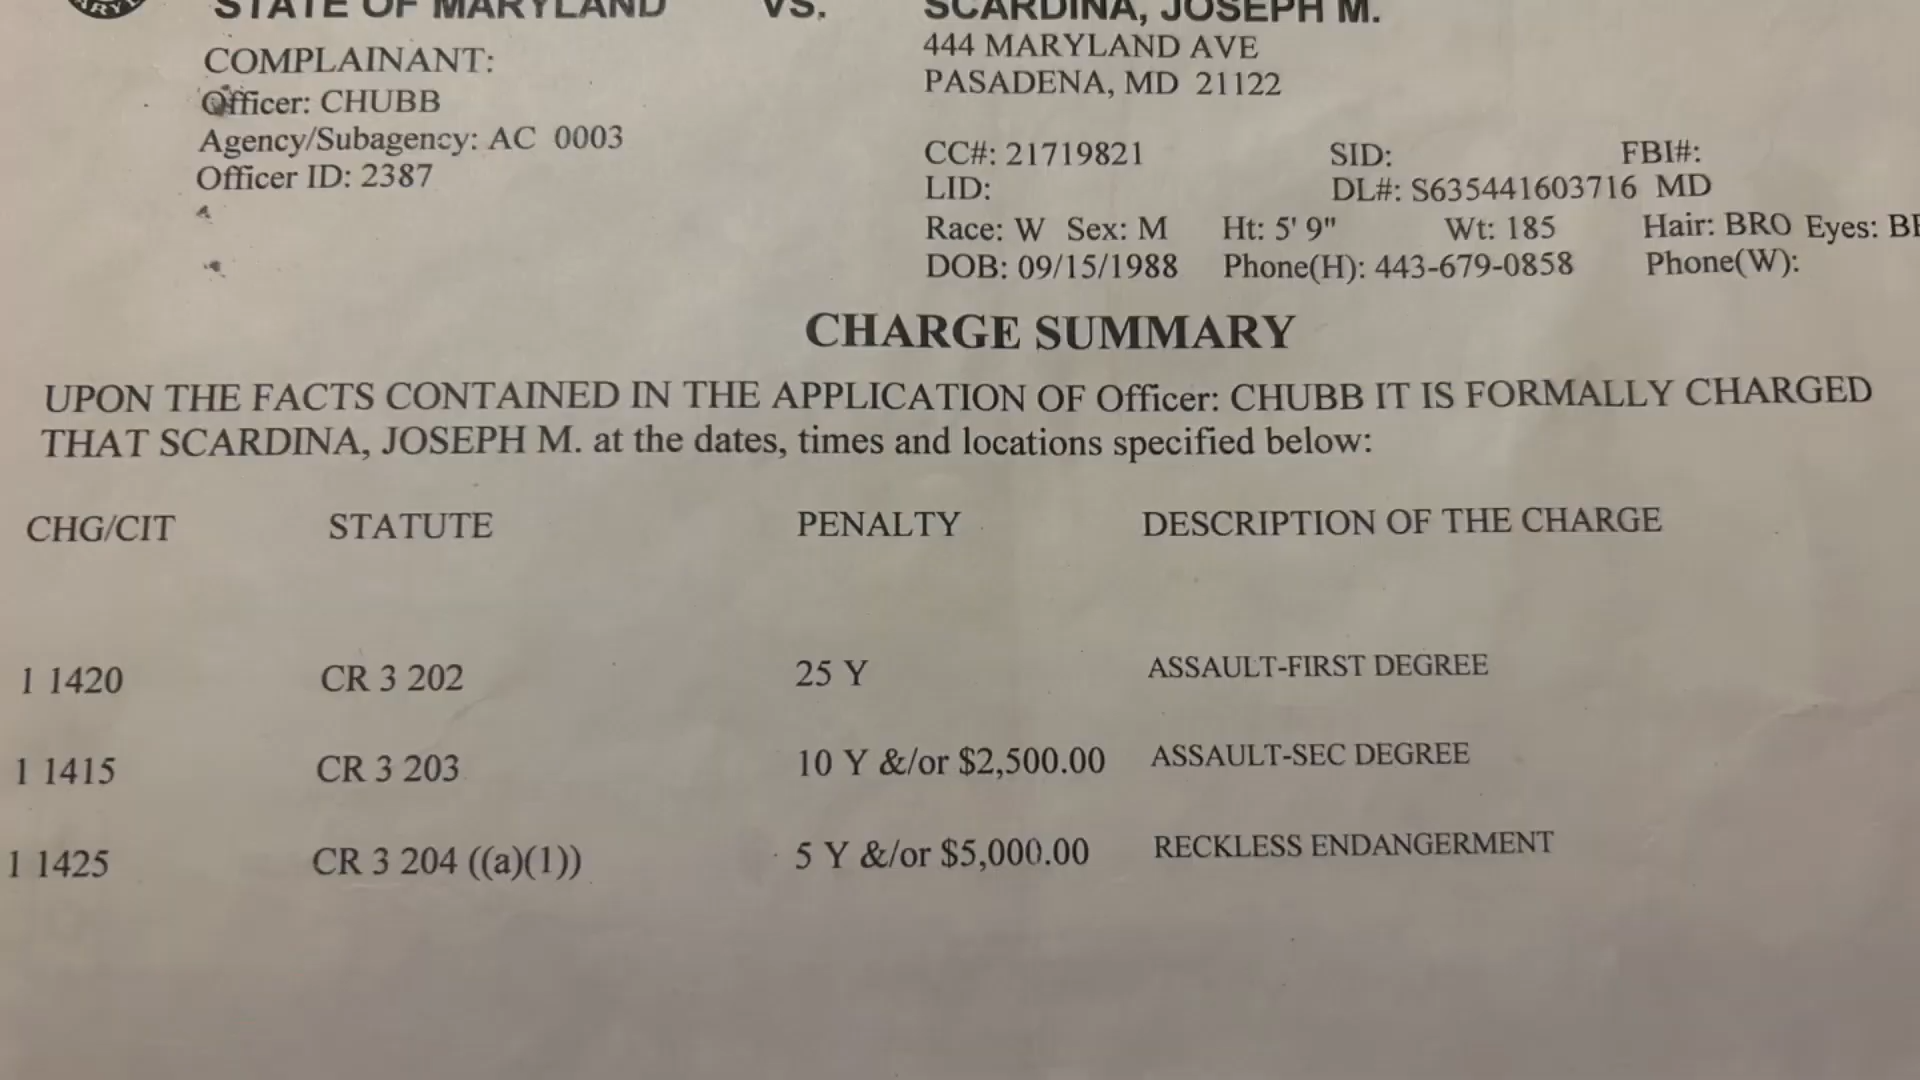 STATE OF MARYLAND VS. SCARDINA, JOSEPH M.
COMPLAINANT:
Officer: CHUBB
Agency/Subagency: AC 0003
Officer ID: 2387
444 MARYLAND AVE
PASADENA, MD 21122
CC#: 21719821 SID: FBI#:
LID: DL#: S635441603716 MD
Race: W Sex: M Ht: 5' 9" Wt: 185 Hair: BRO Eyes:
DOB: 09/15/1988 Phone(H): 443-679-0858 Phone(W):
CHARGE SUMMARY
UPON THE FACTS CONTAINED IN THE APPLICATION OF Officer: CHUBB IT IS FORMALLY CHARGED
THAT SCARDINA, JOSEPH M. at the dates, times and locations specified below:
CHG/CIT STATUTE PENALTY DESCRIPTION OF THE CHARGE
1 1420 CR 3 202 25 Y ASSAULT-FIRST DEGREE
1 1415 CR 3 203 10 Y &/or $2,500.00 ASSAULT-SEC DEGREE
1 1425 CR 3 204 ((a)(1)) 5 Y &/or $5,000.00 RECKLESS ENDANGERMENT